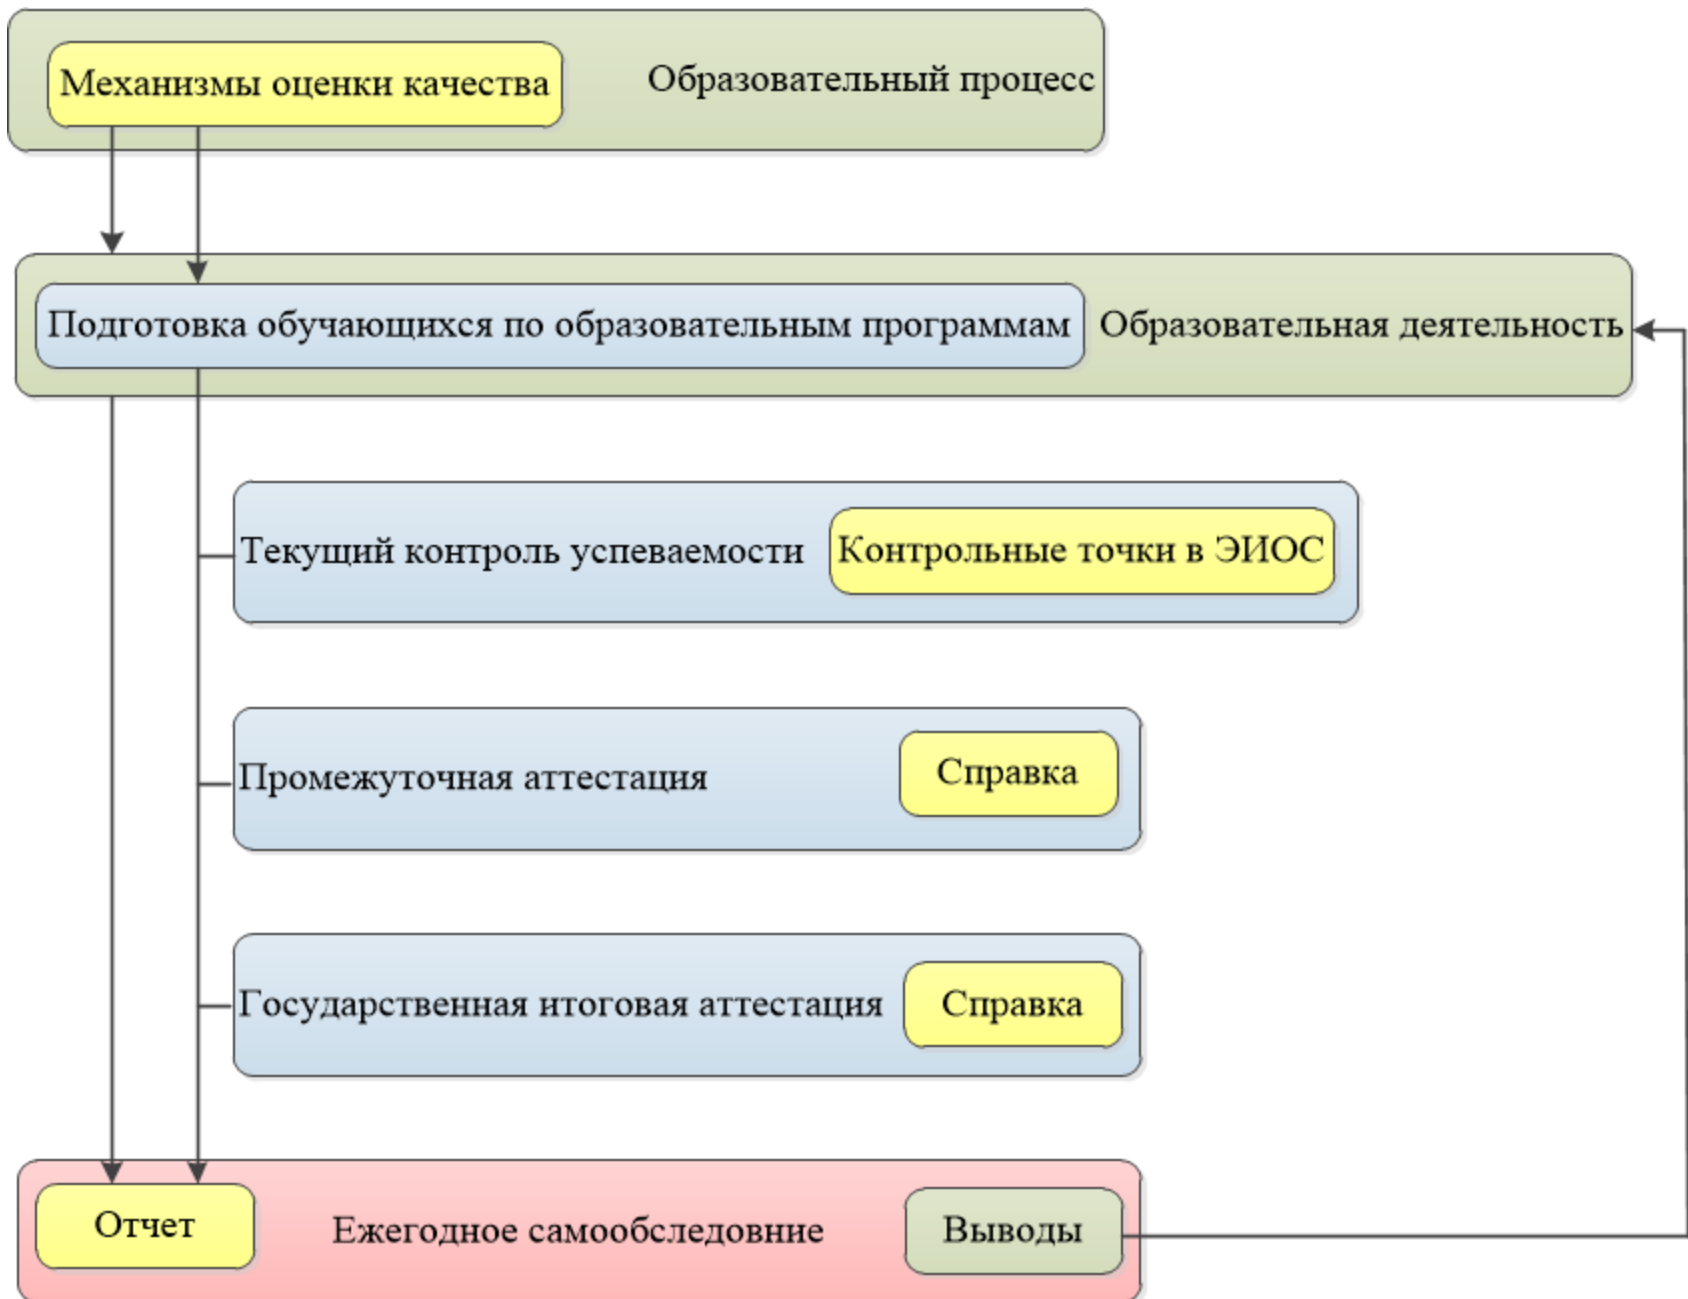 Механизмы оценки качества
Образовательный процесс
Подготовка обучающихся по образовательным программам
Образовательная деятельность
Текущий контроль успеваемости
Контрольные точки в ЭИОС
Промежуточная аттестация
Справка
Государственная итоговая аттестация
Справка
Отчет
Ежегодное самообследовние
Выводы